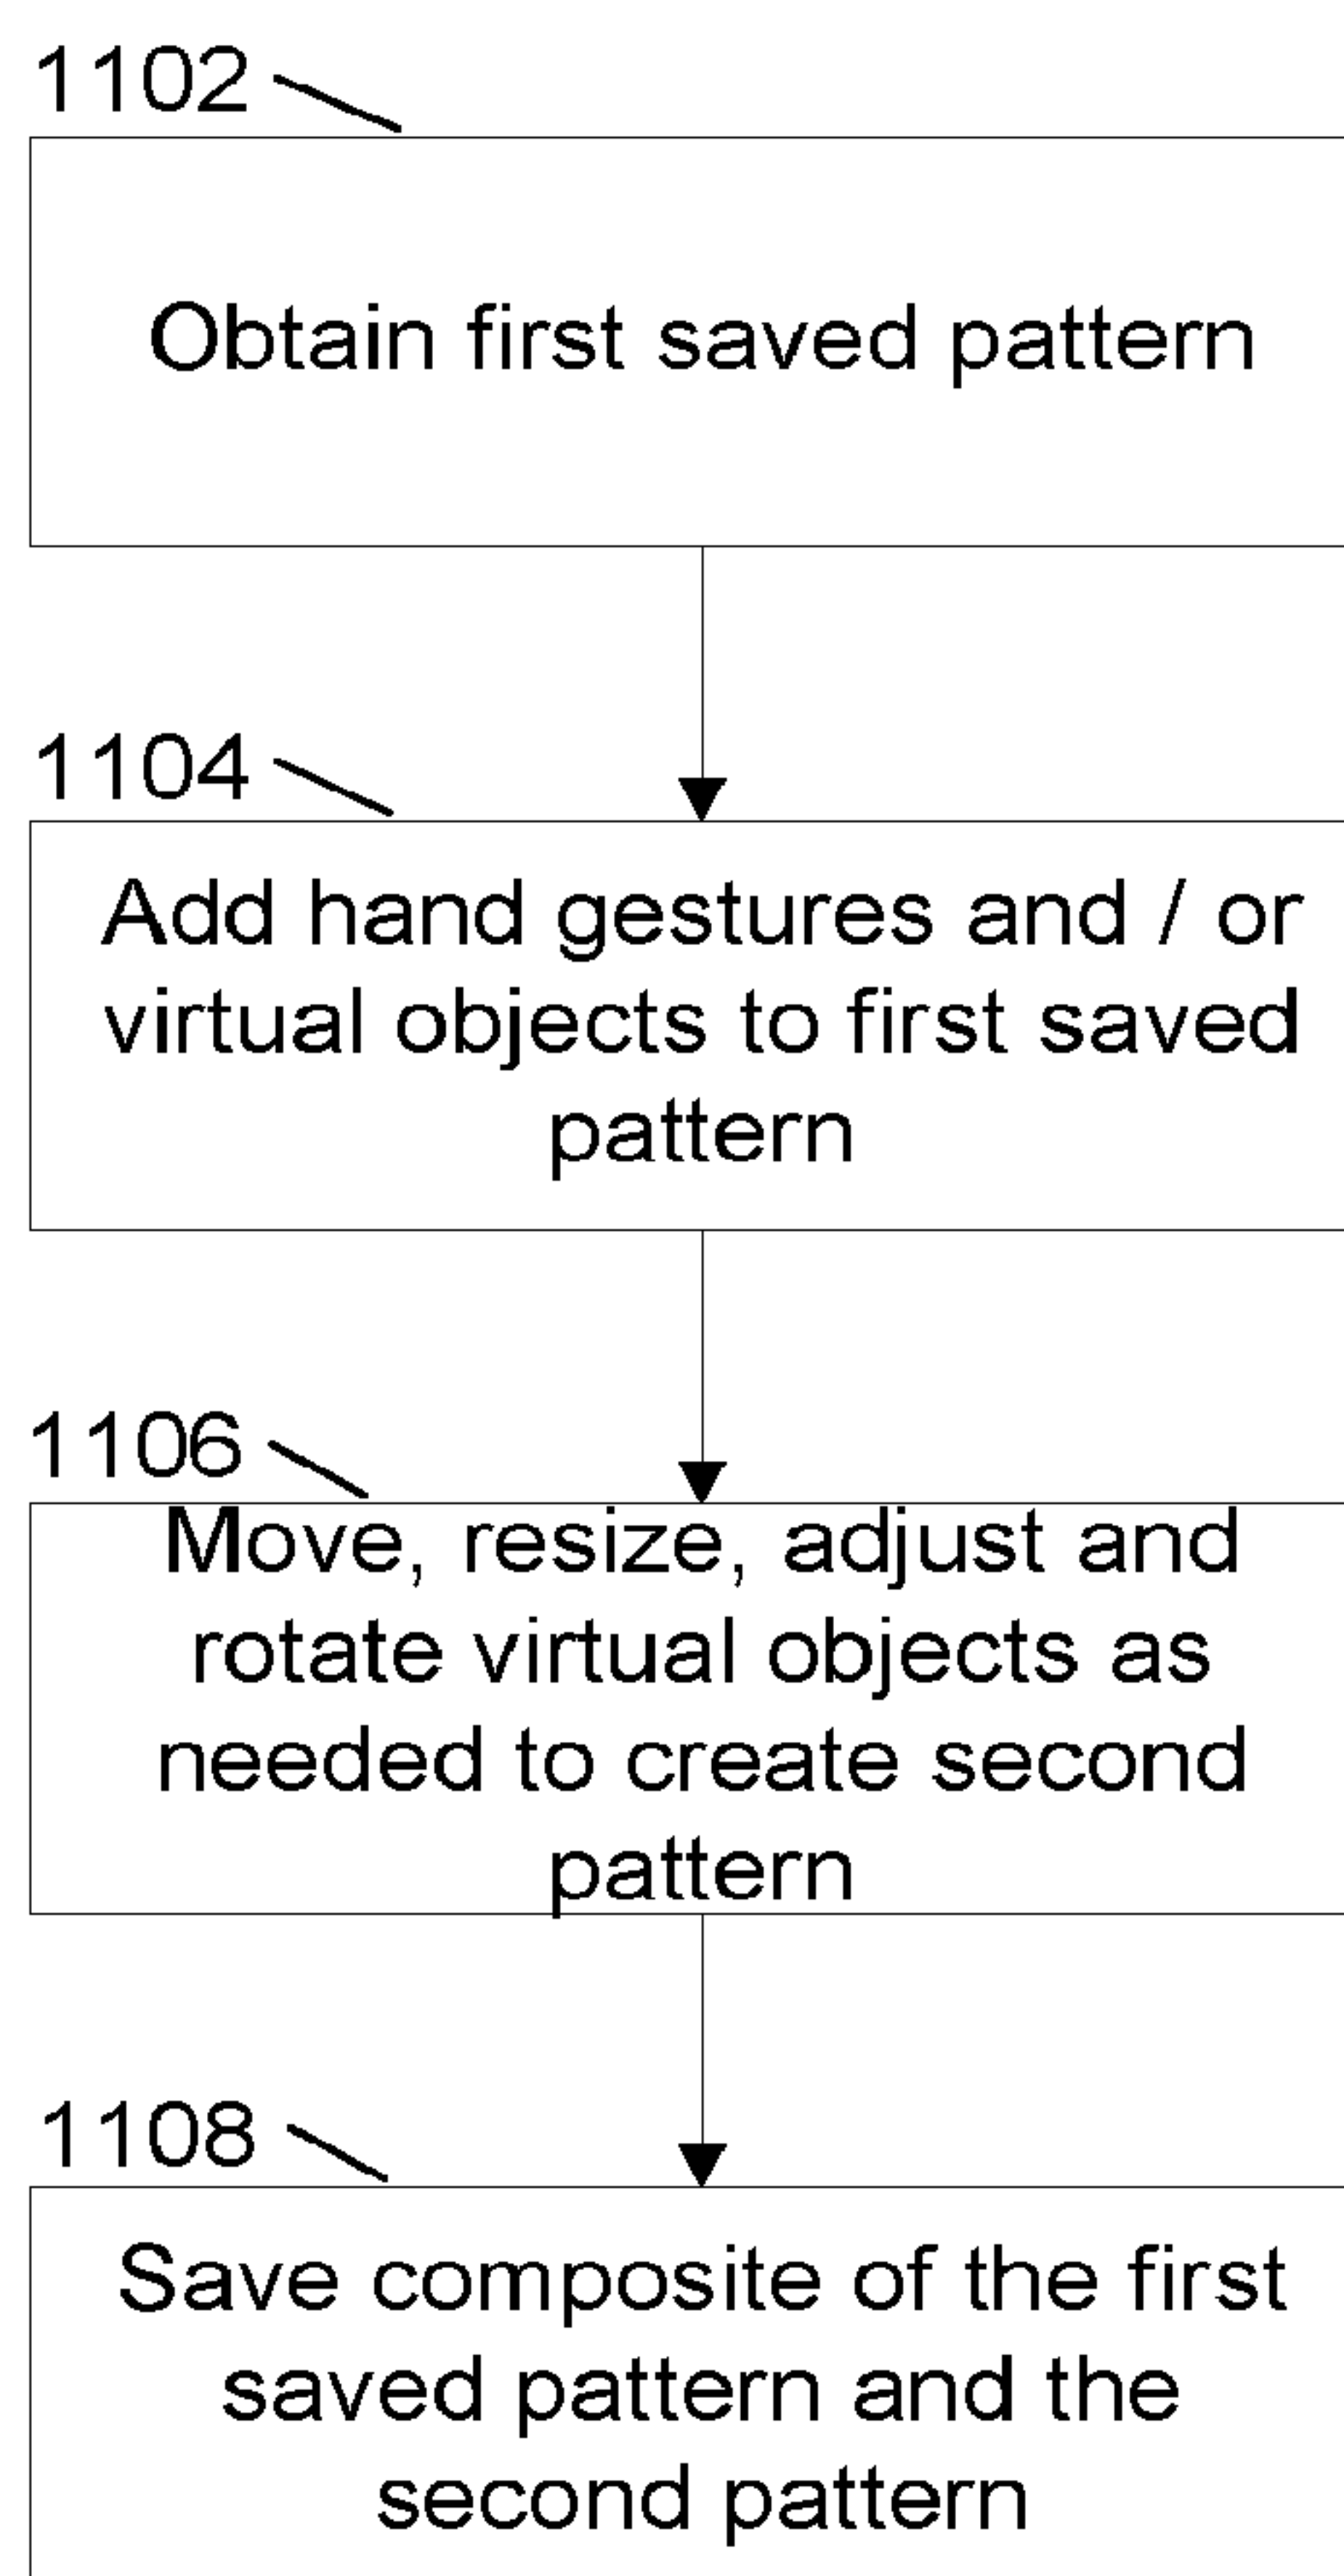 1102
Obtain first saved pattern
1104
Add hand gestures and / or
virtual objects to first saved
pattern
1106
Move, resize, adjust and
rotate virtual objects as
needed to create second
pattern
1108
Save composite of the first
saved pattern and the
second pattern